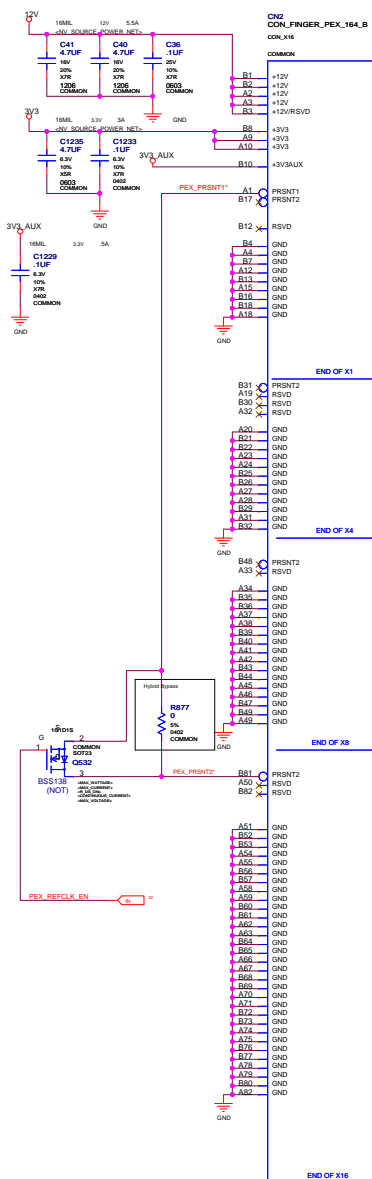 CN2
CON_FINGER_PEX_164_B
CON_X16
COMMON
12V
16MIL 12V 5.5A
<NV_SOURCE_POWER_NET>
C41
4.7UF
16V
20%
X7R
1206
COMMON
C40
4.7UF
16V
20%
X7R
1206
COMMON
C36
.1UF
25V
10%
X7R
0603
COMMON
GND
B1 +12V
B2 +12V
A2 +12V
A3 +12V
B3 +12V/RSVD
3V3
16MIL 3.3V 3A
<NV_SOURCE_POWER_NET>
GND
B8 +3V3
A9 +3V3
A10 +3V3
C1235
4.7UF
6.3V
10%
X5R
0603
COMMON
C1233
.1UF
6.3V
10%
X7R
0402
COMMON
GND
3V3_AUX
B10 +3V3AUX
PEX_PRSNT1*
A1 PRSNT1
B17 PRSNT2
B12 RSVD
3V3_AUX
16MIL 3.3V .5A
C1229
.1UF
6.3V
10%
X7R
0402
COMMON
GND
B4 GND
A4 GND
B7 GND
A12 GND
B13 GND
A15 GND
B16 GND
B18 GND
A18 GND
GND
END OF X1
B31 PRSNT2
A19 RSVD
B30 RSVD
A32 RSVD
A20 GND
B21 GND
B22 GND
A23 GND
A24 GND
B25 GND
B26 GND
A27 GND
A28 GND
B29 GND
A31 GND
B32 GND
GND
END OF X4
B48 PRSNT2
A33 RSVD
A34 GND
B35 GND
B36 GND
A37 GND
A38 GND
B39 GND
B40 GND
A41 GND
A42 GND
B43 GND
B44 GND
A45 GND
A46 GND
B47 GND
B49 GND
A49 GND
GND
END OF X8
Hybrid Bypass
R877
0
5%
0402
COMMON
G
S
1
2
3
COMMON
SOT23
Q532
BSS138
(NOT)
<MAX_WATTAGE>
<MAX_CURRENT>
<R_DS_ON>
<CONTINUOUS_CURRENT>
<MAX_VOLTAGE>
PEX_PRSNT2*
B81 PRSNT2
A50 RSVD
B82 RSVD
A51 GND
B52 GND
B53 GND
A54 GND
A55 GND
B56 GND
B57 GND
A58 GND
A59 GND
B60 GND
B61 GND
A62 GND
A63 GND
B64 GND
B65 GND
A66 GND
A67 GND
B68 GND
B69 GND
A70 GND
A71 GND
B72 GND
B73 GND
A74 GND
A75 GND
B76 GND
B77 GND
A78 GND
A79 GND
B80 GND
A82 GND
GND
PEX_REFCLK_EN
IN
END OF X16